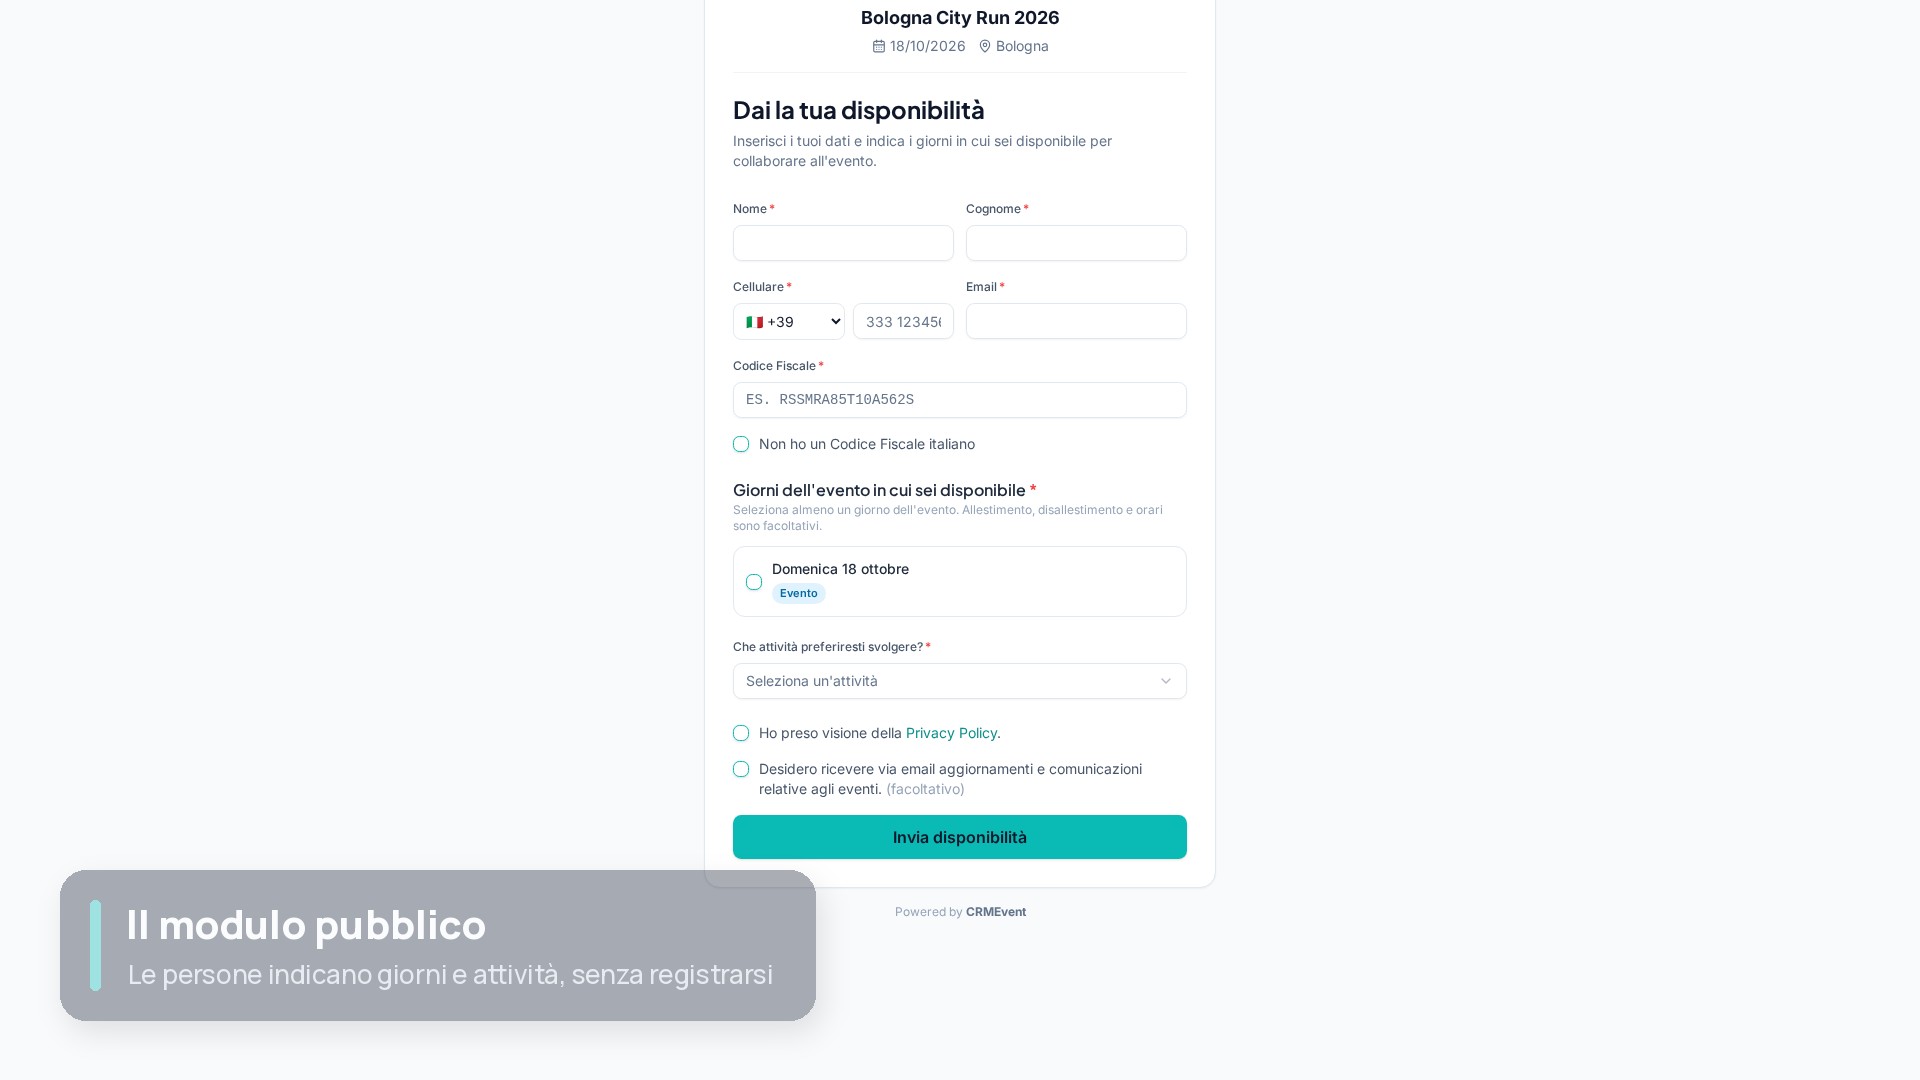 Bologna City Run 2026
18/10/2026 Bologna
Dai la tua disponibilità
Inserisci i tuoi dati e indica i giorni in cui sei disponibile per
collaborare all'evento.
Nome * Cognome *
Cellulare * Email *
🇮🇹 +39 333 123456
Codice Fiscale *
ES. RSSMRA85T10A562S
Non ho un Codice Fiscale italiano
Giorni dell'evento in cui sei disponibile *
Seleziona almeno un giorno dell'evento. Allestimento, disallestimento e orari
sono facoltativi.
Domenica 18 ottobre
Evento
Che attività preferiresti svolgere? *
Seleziona un'attività
Ho preso visione della Privacy Policy.
Desidero ricevere via email aggiornamenti e comunicazioni
relative agli eventi. (facoltativo)
Invia disponibilità
Powered by CRMEvent
Il modulo pubblico
Le persone indicano giorni e attività, senza registrarsi